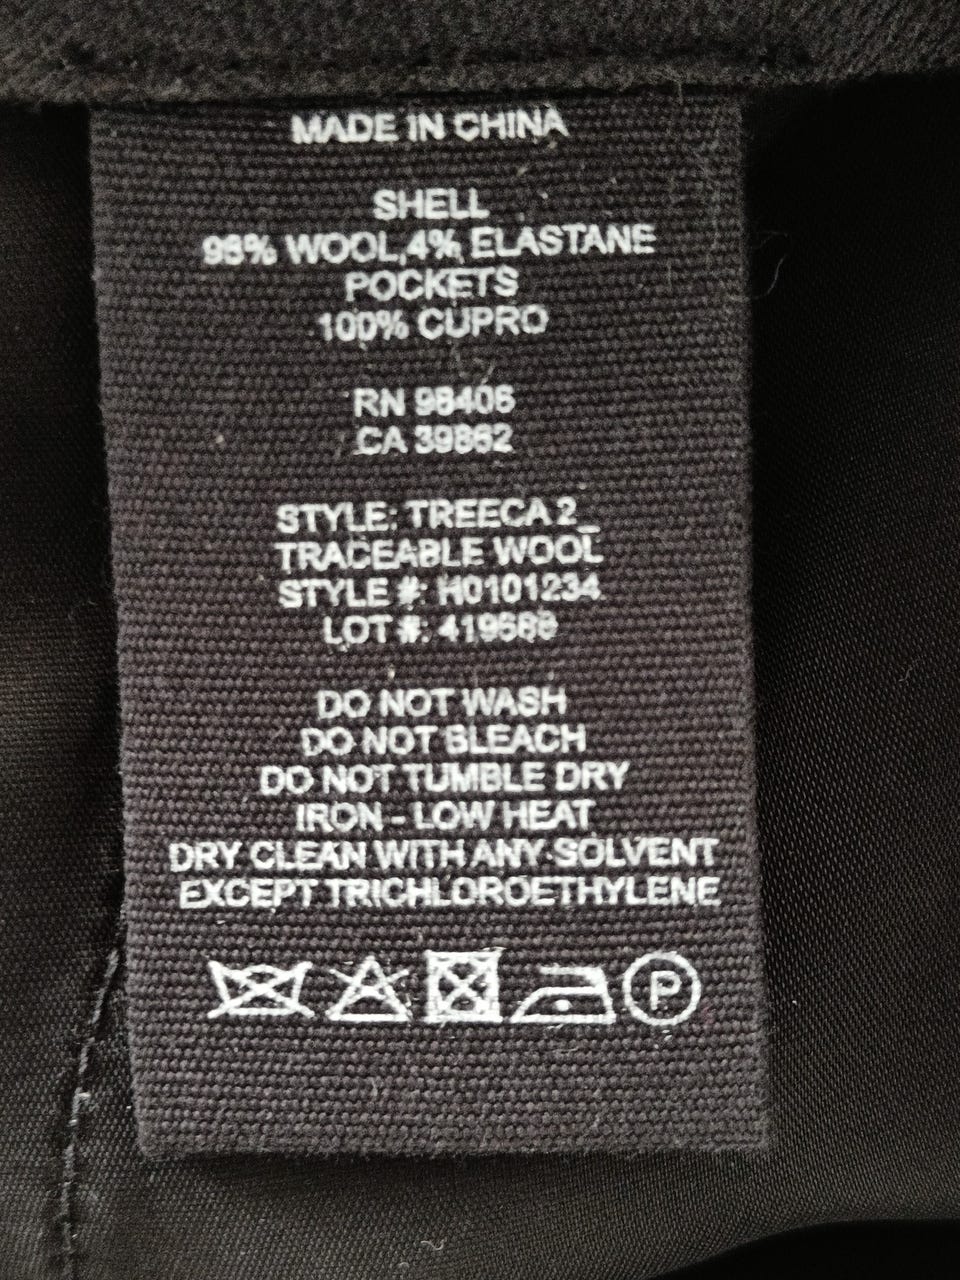 MADE IN CHINA
SHELL
96% WOOL,4% ELASTANE
POCKETS
100% CUPRO
RN 98406
CA 39862
STYLE: TREECA 2_
TRACEABLE WOOL
STYLE #: H0101234
LOT #:
DO NOT WASH
DO NOT BLEACH
DO NOT TUMBLE DRY
IRON - LOW HEAT
DRY CLEAN WITH ANY SOLVENT
EXCEPT TRICHLOROETHYLENE
P